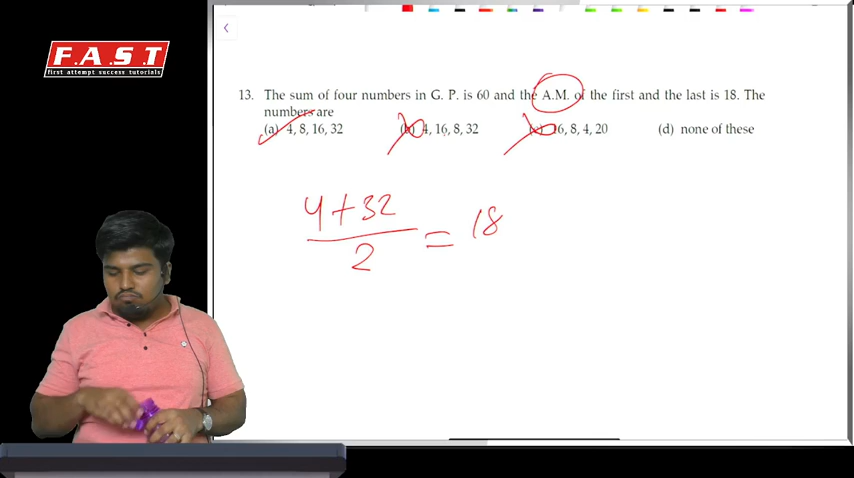 F.A.S.T
first attempt success tutorials
13. The sum of four numbers in G. P. is 60 and the A.M. of the first and the last is 18. The
numbers are
(a) 4, 8, 16, 32 (b) 4, 16, 8, 32 (c) 16, 8, 4, 20 (d) none of these
4+32
2
= 18